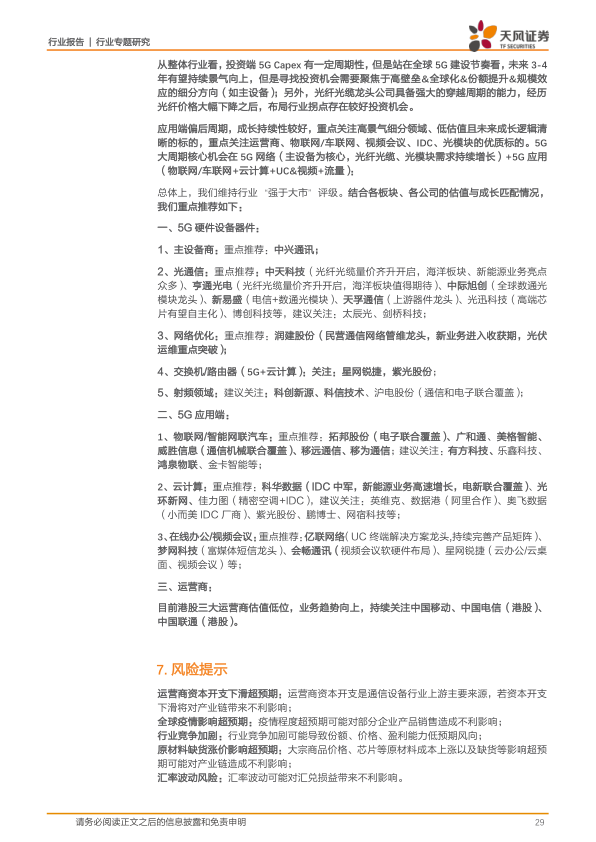 行业报告 | 行业专题研究
天风证券
TF SECURITIES
从整体行业看，投资端 5G Capex 有一定周期性，但是站在全球 5G 建设节奏看，未来 3-4
年有望持续景气向上，但是寻找投资机会需要聚焦于高壁垒&全球化&份额提升&规模效
应的细分方向（如主设备）；另外，光纤光缆龙头公司具备强大的穿越周期的能力，经历
光纤价格大幅下降之后，布局行业拐点存在较好投资机会。
应用端偏后周期，成长持续性较好，重点关注高景气细分领域、低估值且未来成长逻辑清
晰的标的，重点关注运营商、物联网/车联网、视频会议、IDC、光模块的优质标的。5G
大周期核心机会在 5G 网络（主设备为核心，光纤光缆、光模块需求持续增长）+5G 应用
（物联网/车联网+云计算+UC&视频+流量）；
总体上，我们维持行业 “强于大市” 评级。结合各板块、各公司的估值与成长匹配情况，
我们重点推荐如下：
一、5G 硬件设备器件：
1、主设备商：重点推荐：中兴通讯；
2、光通信：重点推荐：中天科技（光纤光缆量价齐升开启，海洋板块、新能源业务亮点
众多）、亨通光电（光纤光缆量价齐升开启，海洋板块值得期待）、中际旭创（全球数通光
模块龙头）、新易盛（电信+数通光模块）、天孚通信（上游器件龙头）、光迅科技（高端芯
片有望自主化）、博创科技等，建议关注：太辰光、剑桥科技；
3、网络优化：重点推荐：润建股份（民营通信网络管维龙头，新业务进入收获期，光伏
运维重点突破）；
4、交换机/路由器（5G+云计算）：关注：星网锐捷，紫光股份；
5、射频领域：建议关注：科创新源、科信技术、沪电股份（通信和电子联合覆盖）；
二、5G 应用端：
1、物联网/智能网联汽车：重点推荐：拓邦股份（电子联合覆盖）、广和通、美格智能、
威胜信息（通信机械联合覆盖）、移远通信、移为通信；建议关注：有方科技、乐鑫科技、
鸿泉物联、金卡智能等；
2、云计算：重点推荐：科华数据（IDC 中军，新能源业务高速增长，电新联合覆盖）、光
环新网、佳力图（精密空调+IDC），建议关注：英维克、数据港（阿里合作）、奥飞数据
（小而美 IDC 厂商）、紫光股份、鹏博士、网宿科技等；
3、在线办公/视频会议：重点推荐：亿联网络（UC 终端解决方案龙头,持续完善产品矩阵）、
梦网科技（富媒体短信龙头）、会畅通讯（视频会议软硬件布局）、星网锐捷（云办公/云桌
面、视频会议）等；
三、运营商：
目前港股三大运营商估值低位，业务趋势向上，持续关注中国移动、中国电信（港股）、
中国联通（港股）。
7. 风险提示
运营商资本开支下滑超预期：运营商资本开支是通信设备行业上游主要来源，若资本开支
下滑将对产业链带来不利影响；
全球疫情影响超预期：疫情程度超预期可能对部分企业产品销售造成不利影响；
行业竞争加剧：行业竞争加剧可能导致份额、价格、盈利能力低预期风向；
原材料缺货涨价影响超预期：大宗商品价格、芯片等原材料成本上涨以及缺货等影响超预
期可能对产业链造成不利影响；
汇率波动风险：汇率波动可能对汇兑损益带来不利影响。
请务必阅读正文之后的信息披露和免责申明
29